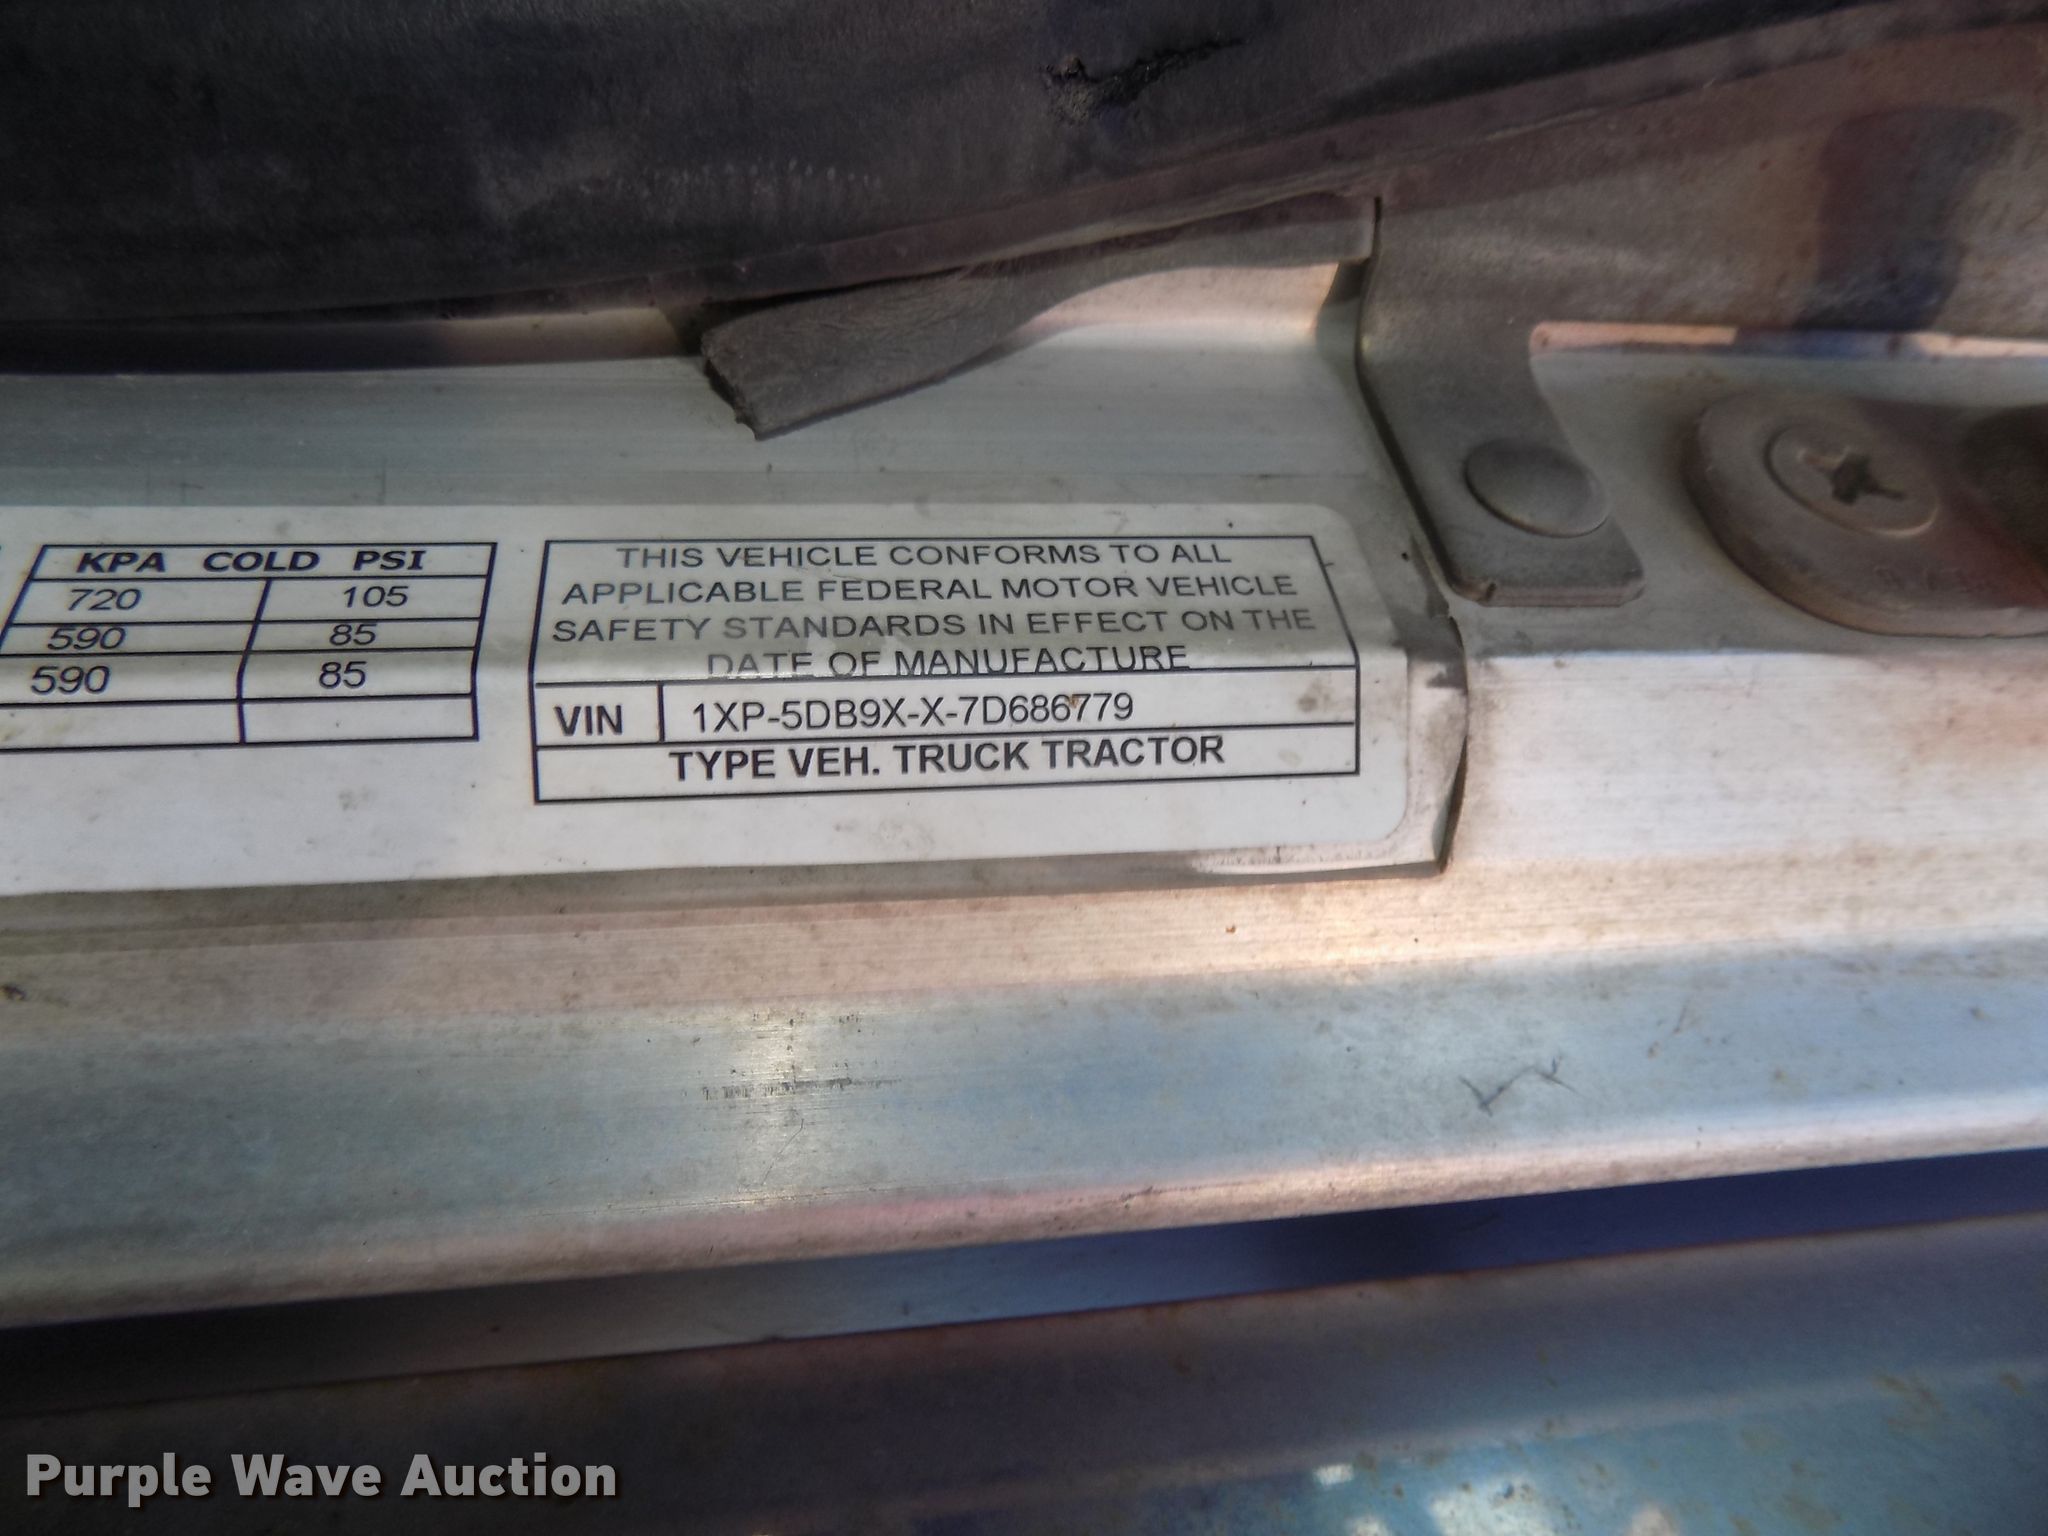 KPA COLD PSI
720 105
590 85
590 85
THIS VEHICLE CONFORMS TO ALL
APPLICABLE FEDERAL MOTOR VEHICLE
SAFETY STANDARDS IN EFFECT ON THE
DATE OF MANUFACTURE
VIN 1XP-5DB9X-X-7D686779
TYPE VEH. TRUCK TRACTOR
Purple Wave Auction